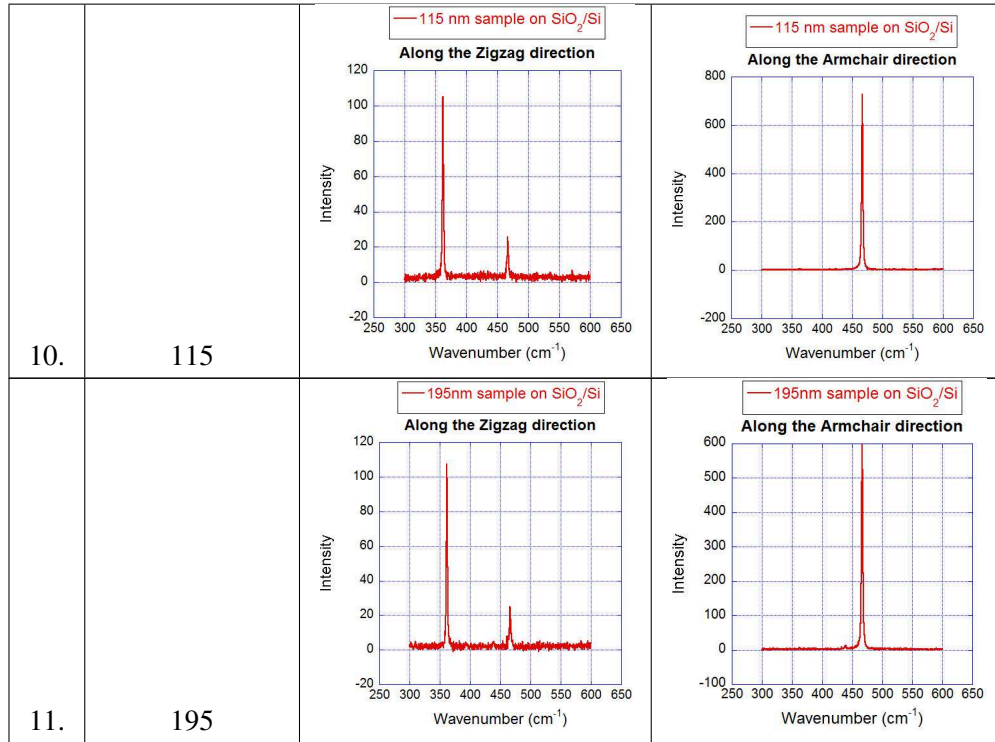 115 nm sample on SiO₂/Si
Along the Zigzag direction
120
100
80
60
40
20
0
-20
250 300 350 400 450 500 550 600 650
Intensity
Wavenumber (cm⁻¹)
115 nm sample on SiO₂/Si
Along the Armchair direction
800
600
400
200
0
-200
250 300 350 400 450 500 550 600 650
Intensity
Wavenumber (cm⁻¹)
10. 115
195nm sample on SiO₂/Si
Along the Zigzag direction
120
100
80
60
40
20
0
-20
250 300 350 400 450 500 550 600 650
Intensity
Wavenumber (cm⁻¹)
195nm sample on SiO₂/Si
Along the Armchair direction
600
500
400
300
200
100
0
-100
250 300 350 400 450 500 550 600 650
Intensity
Wavenumber (cm⁻¹)
11. 195